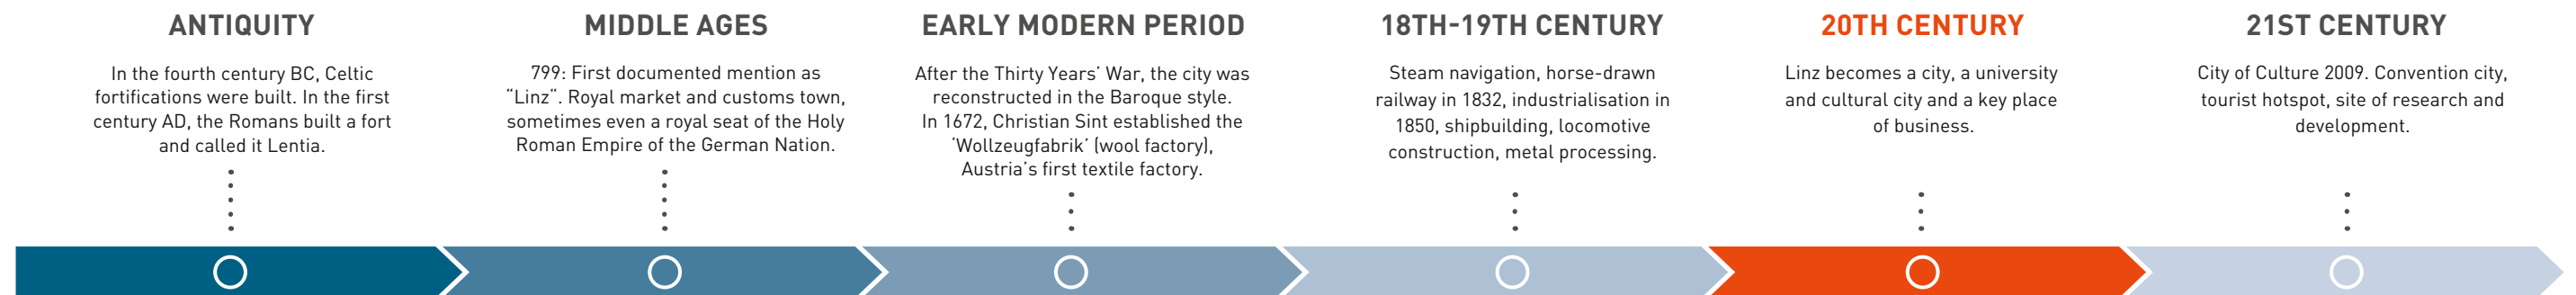 ANTIQUITY
In the fourth century BC, Celtic
fortifications were built. In the first
century AD, the Romans built a fort
and called it Lentia.
MIDDLE AGES
799: First documented mention as
“Linz“. Royal market and customs town,
sometimes even a royal seat of the Holy
Roman Empire of the German Nation.
EARLY MODERN PERIOD
After the Thirty Years’ War, the city was
reconstructed in the Baroque style.
In 1672, Christian Sint established the
‘Wollzeugfabrik’ (wool factory),
Austria’s first textile factory.
18TH-19TH CENTURY
Steam navigation, horse-drawn
railway in 1832, industrialisation in
1850, shipbuilding, locomotive
construction, metal processing.
20TH CENTURY
Linz becomes a city, a university
and cultural city and a key place
of business.
21ST CENTURY
City of Culture 2009. Convention city,
tourist hotspot, site of research and
development.